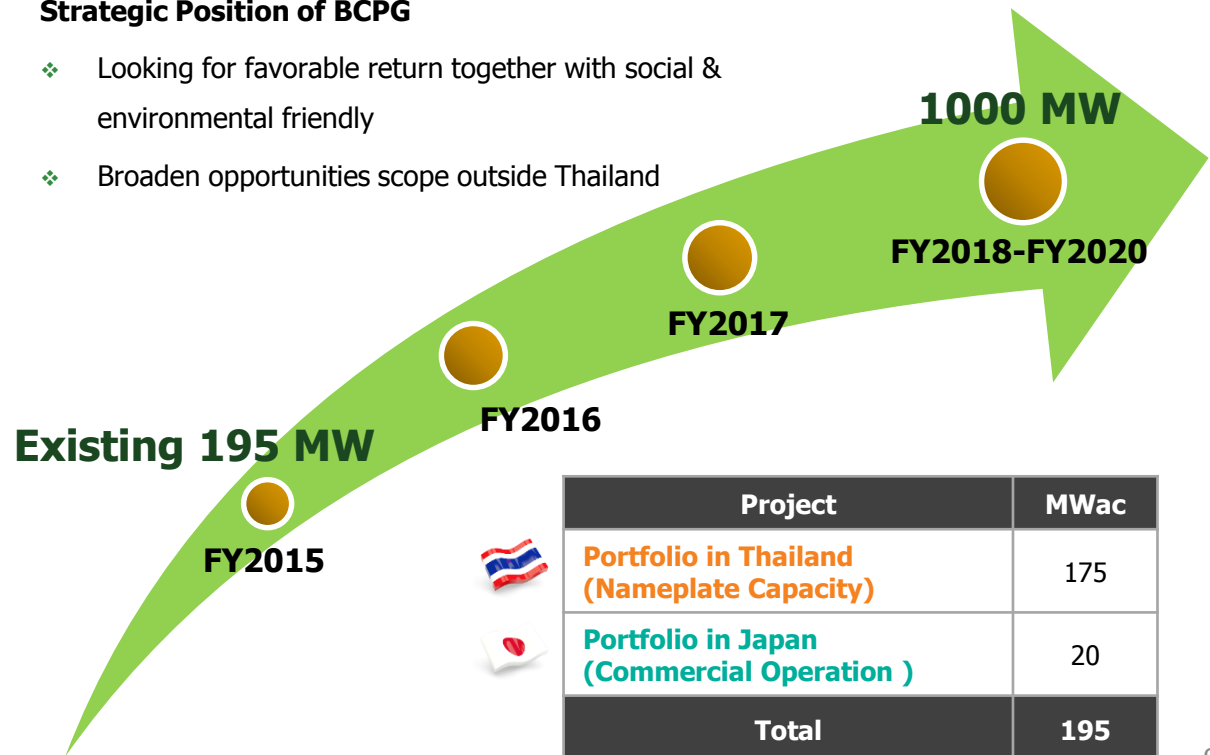 Strategic Position of BCPG
❖ Looking for favorable return together with social &
environmental friendly
❖ Broaden opportunities scope outside Thailand
1000 MW
FY2018-FY2020
FY2017
FY2016
Existing 195 MW
FY2015
Project MWac
Portfolio in Thailand
(Nameplate Capacity) 175
Portfolio in Japan
(Commercial Operation ) 20
Total 195